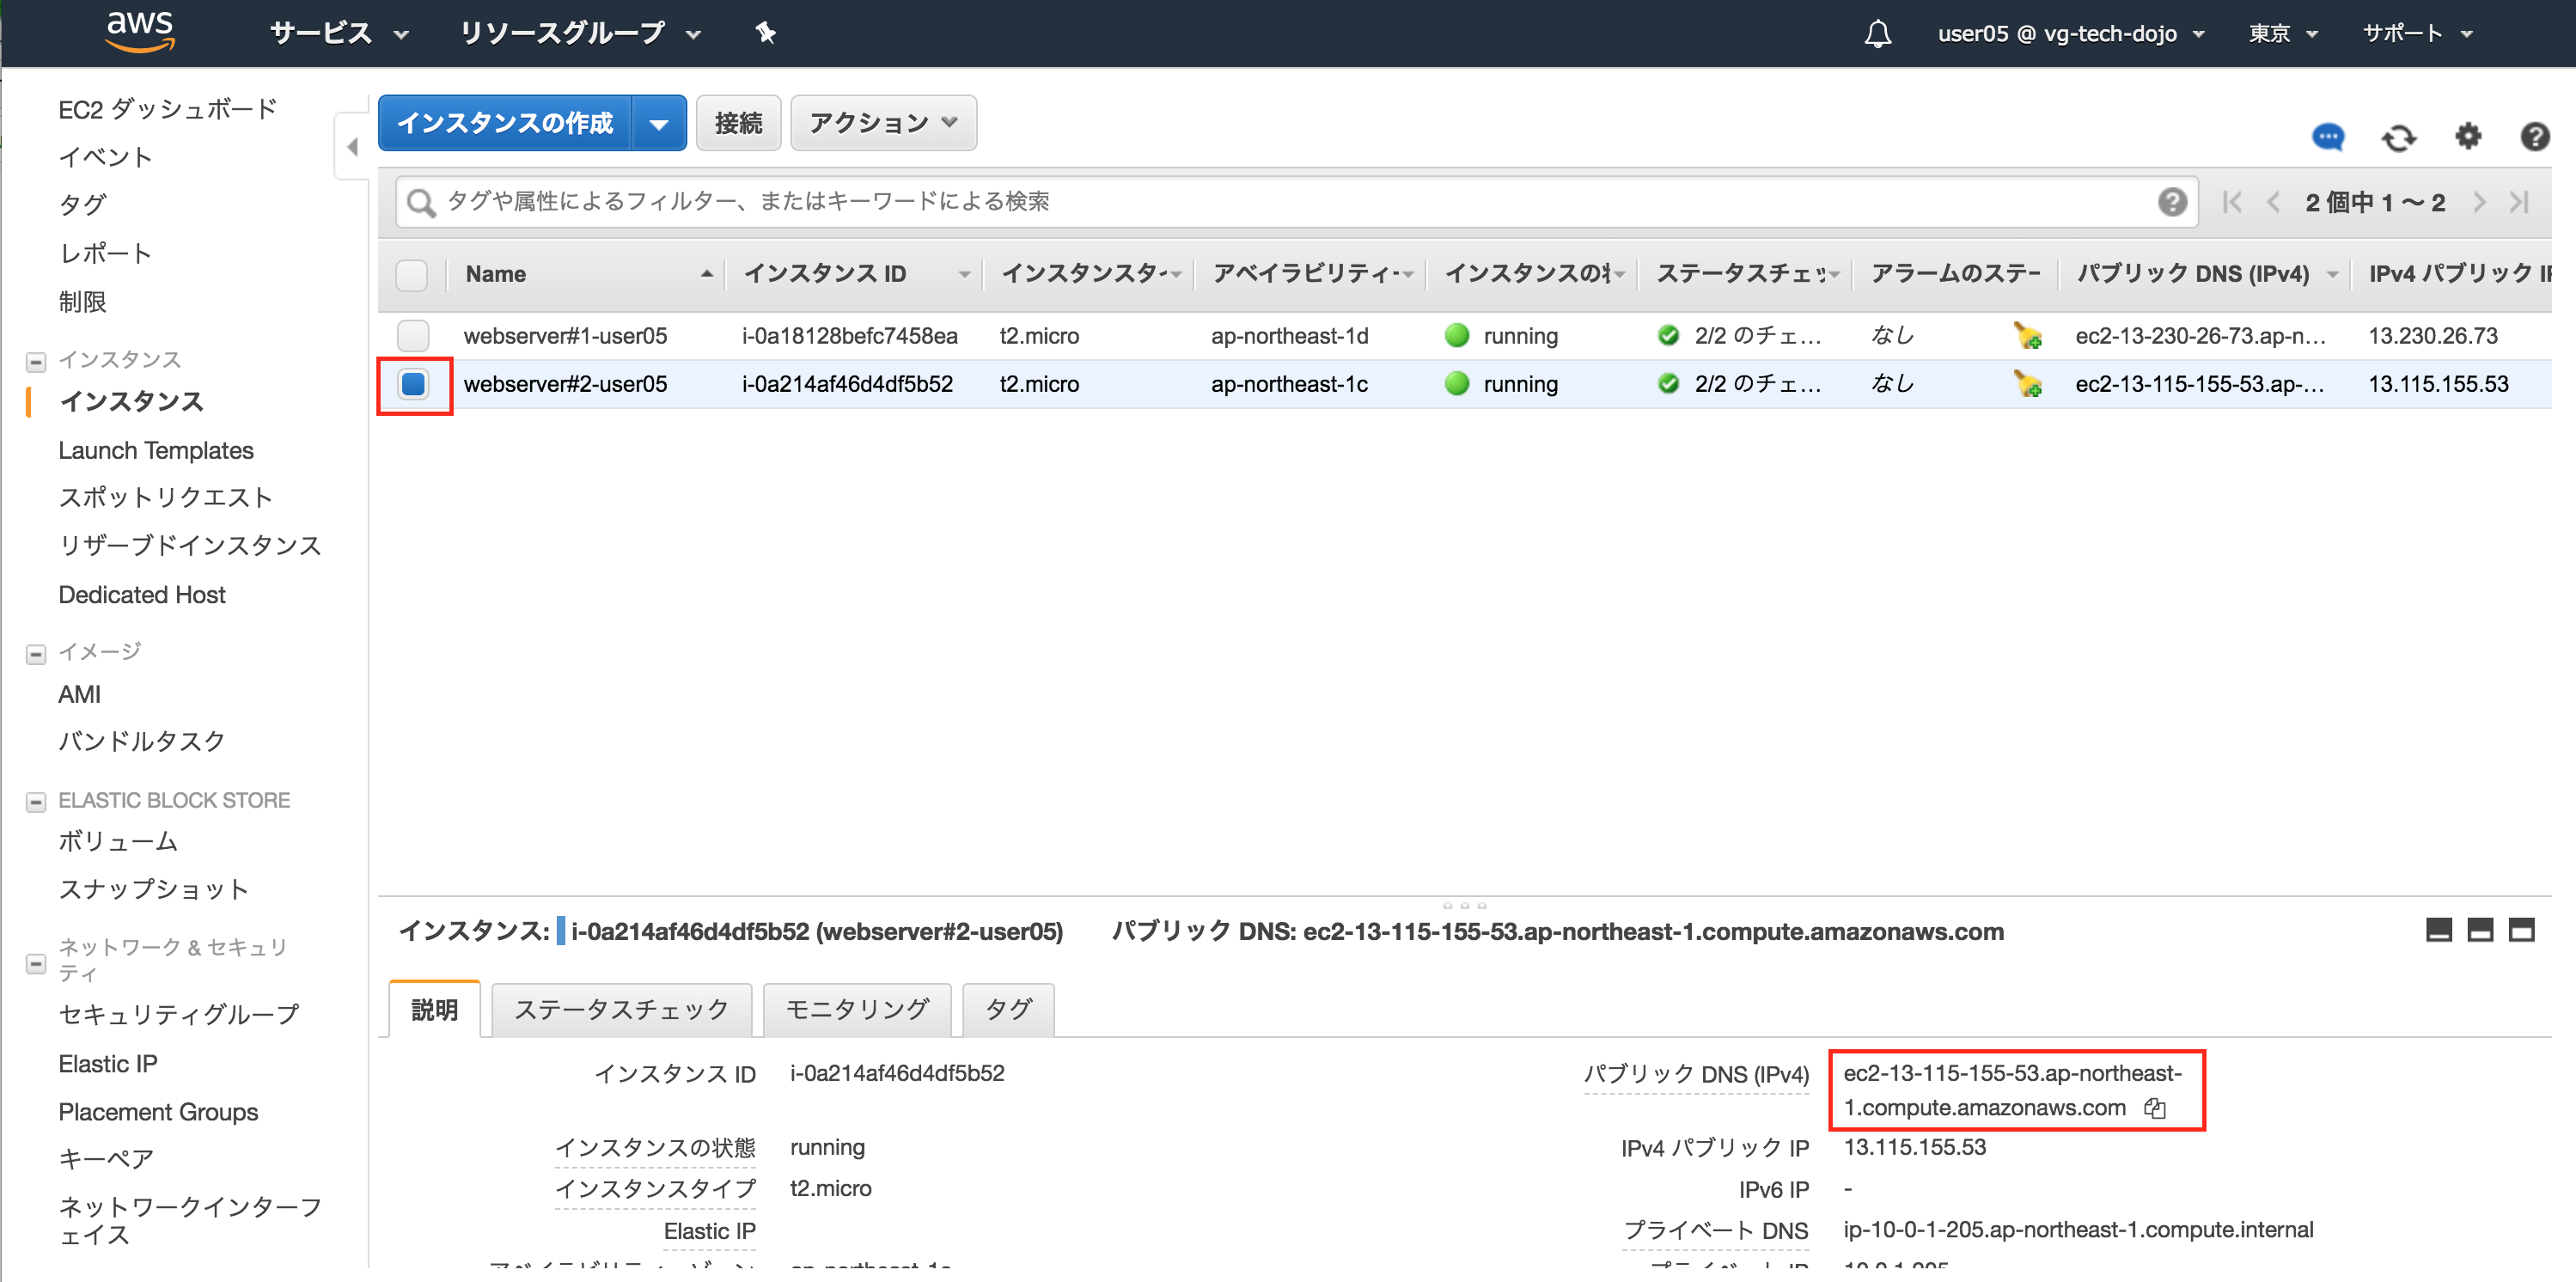 aws サービス リソースグループ user05 @ vg-tech-dojo 東京 サポート
EC2 ダッシュボード
イベント
タグ
レポート
制限
インスタンス
インスタンス
Launch Templates
スポットリクエスト
リザーブドインスタンス
Dedicated Host
イメージ
AMI
バンドルタスク
ELASTIC BLOCK STORE
ボリューム
スナップショット
ネットワーク & セキュリ
ティ
セキュリティグループ
Elastic IP
Placement Groups
キーペア
ネットワークインターフ
ェイス
インスタンスの作成 接続 アクション
タグや属性によるフィルター、またはキーワードによる検索 2 個中 1 〜 2
Name インスタンス ID インスタンスタ アベイラビリティ インスタンスの ステータスチェッ アラームのステー パブリック DNS (IPv4) IPv4 パブリック
webserver#1-user05 i-0a18128befc7458ea t2.micro ap-northeast-1d running 2/2 のチェ... なし ec2-13-230-26-73.ap-n... 13.230.26.73
webserver#2-user05 i-0a214af46d4df5b52 t2.micro ap-northeast-1c running 2/2 のチェ... なし ec2-13-115-155-53.ap-... 13.115.155.53
インスタンス: i-0a214af46d4df5b52 (webserver#2-user05) パブリック DNS: ec2-13-115-155-53.ap-northeast-1.compute.amazonaws.com
説明 ステータスチェック モニタリング タグ
インスタンス ID i-0a214af46d4df5b52
パブリック DNS (IPv4) ec2-13-115-155-53.ap-northeast-
1.compute.amazonaws.com
インスタンスの状態 running
IPv4 パブリック IP 13.115.155.53
インスタンスタイプ t2.micro
IPv6 IP -
Elastic IP
プライベート DNS ip-10-0-1-205.ap-northeast-1.compute.internal